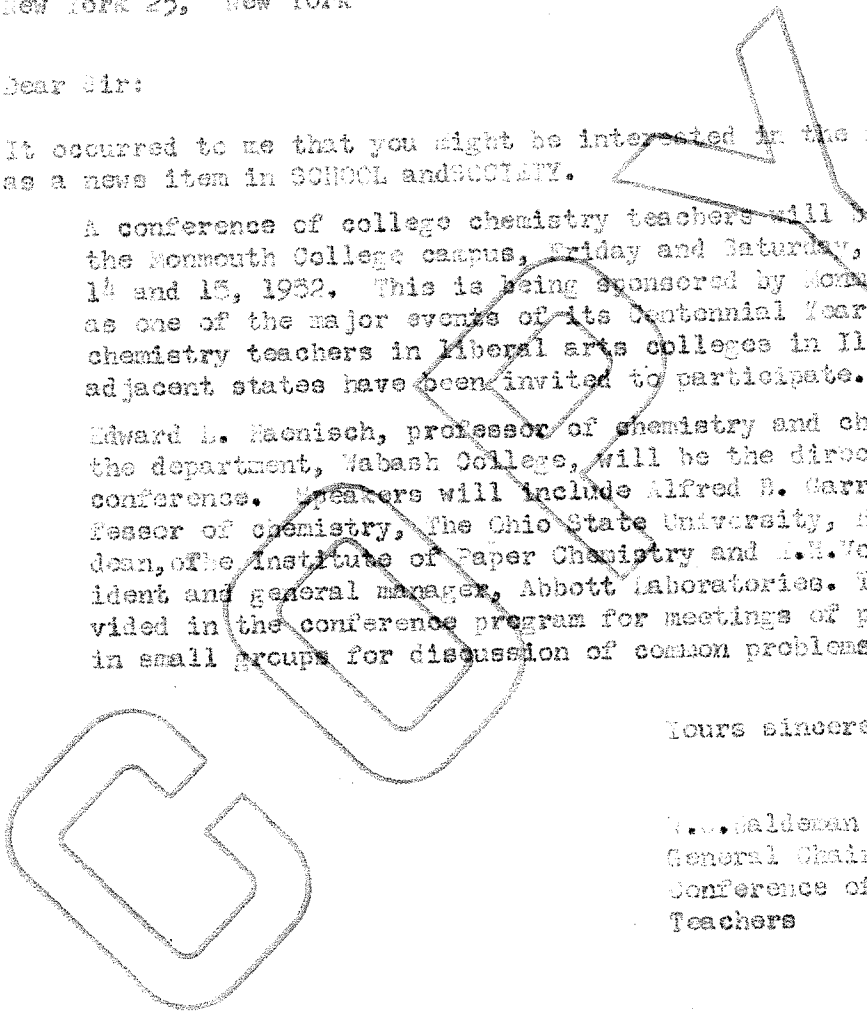 New York 25, New York
Dear Sir:
It occurred to me that you might be interested in the
as a news item in SCHOOL andSOCIETY.
A conference of college chemistry teachers will b
the Monmouth College campus, Friday and Saturday,
14 and 15, 1952. This is being sponsored by Monm
as one of the major events of its Centennial Year
chemistry teachers in liberal arts colleges in Il
adjacent states have been invited to participate.
Edward L. Haenisch, professor of chemistry and ch
the department, Wabash College, will be the direc
conference. Speakers will include Alfred B. Garr
fessor of chemistry, The Ohio State University,
dean,ofhe Institute of Paper Chemistry and
ident and general manager, Abbott Laboratories. T
vided in the conference program for meetings of p
in small groups for discussion of common problems
Yours sincere
Haldeman
General Chair
Conference of
Teachers
COPY